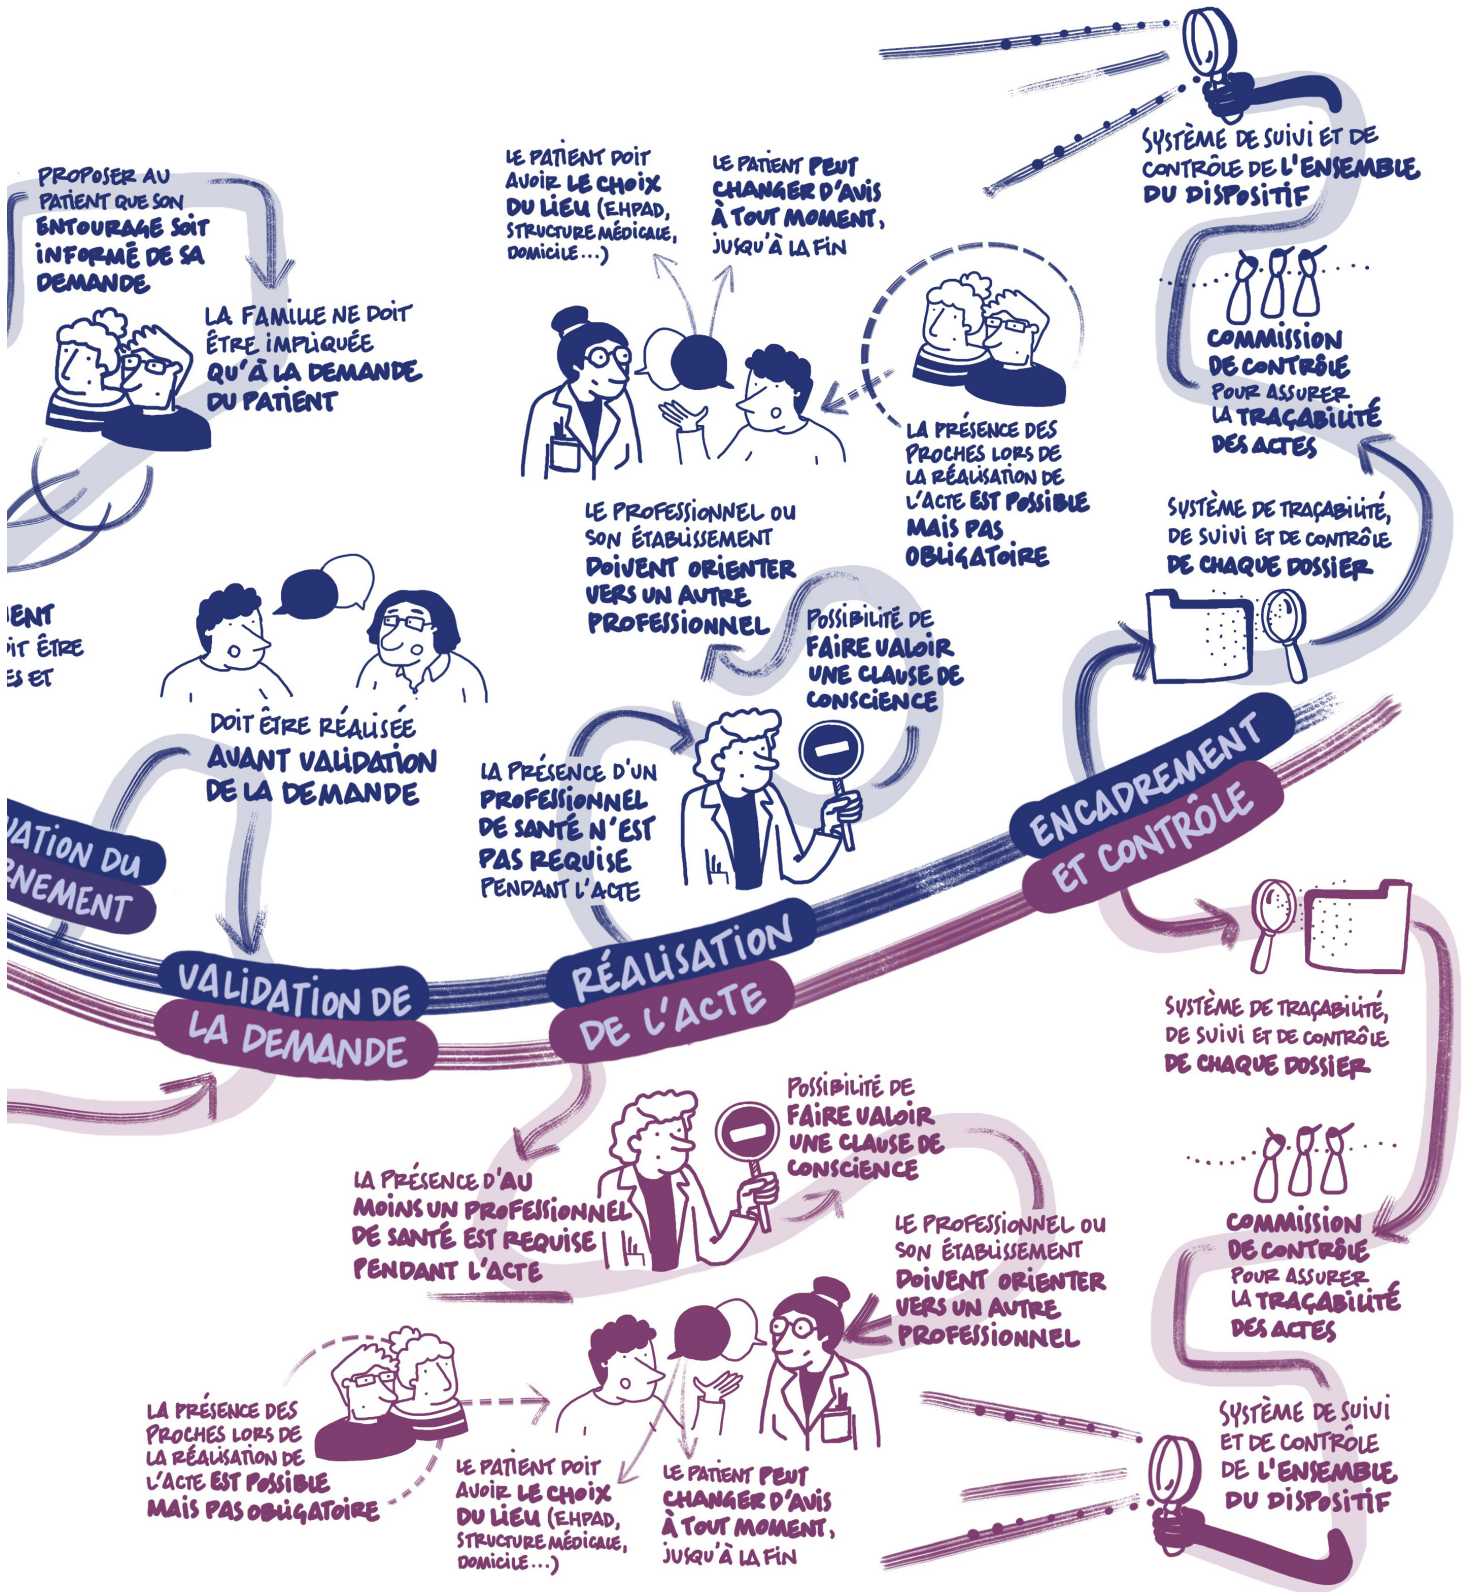 PROPOSER AU
PATIENT QUE SON
ENTOURAGE SOIT
INFORMÉ DE SA
DEMANDE
LA FAMILLE NE DOIT
ÊTRE IMPLIQUÉE
QU'À LA DEMANDE
DU PATIENT
LE PATIENT DOIT
AVOIR LE CHOIX
DU LIEU (EHPAD,
STRUCTURE MÉDICALE,
DOMICILE...)
LE PATIENT PEUT
CHANGER D'AVIS
À TOUT MOMENT,
JUSQU'À LA FIN
LA PRÉSENCE DES
PROCHES LORS DE
LA RÉALISATION DE
L'ACTE EST POSSIBLE
MAIS PAS
OBLIGATOIRE
SYSTÈME DE SUIVI ET DE
CONTRÔLE DE L'ENSEMBLE
DU DISPOSITIF
COMMISSION
DE CONTRÔLE
POUR ASSURER
LA TRAÇABILITÉ
DES ACTES
SYSTÈME DE TRAÇABILITÉ,
DE SUIVI ET DE CONTRÔLE
DE CHAQUE DOSSIER
LE PROFESSIONNEL OU
SON ÉTABLISSEMENT
DOIVENT ORIENTER
VERS UN AUTRE
PROFESSIONNEL
POSSIBILITÉ DE
FAIRE VALOIR
UNE CLAUSE DE
CONSCIENCE
ENT
IT ÊTRE
ES ET
DOIT ÊTRE RÉALISÉE
AVANT VALIDATION
DE LA DEMANDE
LA PRÉSENCE D'UN
PROFESSIONNEL
DE SANTÉ N'EST
PAS REQUISE
PENDANT L'ACTE
UATION DU
RNEMENT
VALIDATION DE
LA DEMANDE
RÉALISATION
DE L'ACTE
ENCADREMENT
ET CONTRÔLE
SYSTÈME DE TRAÇABILITÉ,
DE SUIVI ET DE CONTRÔLE
DE CHAQUE DOSSIER
POSSIBILITÉ DE
FAIRE VALOIR
UNE CLAUSE DE
CONSCIENCE
LA PRÉSENCE D'AU
MOINS UN PROFESSIONNEL
DE SANTÉ EST REQUISE
PENDANT L'ACTE
LE PROFESSIONNEL OU
SON ÉTABLISSEMENT
DOIVENT ORIENTER
VERS UN AUTRE
PROFESSIONNEL
COMMISSION
DE CONTRÔLE
POUR ASSURER
LA TRAÇABILITÉ
DES ACTES
LA PRÉSENCE DES
PROCHES LORS DE
LA RÉALISATION DE
L'ACTE EST POSSIBLE
MAIS PAS OBLIGATOIRE
LE PATIENT DOIT
AVOIR LE CHOIX
DU LIEU (EHPAD,
STRUCTURE MÉDICALE,
DOMICILE...)
LE PATIENT PEUT
CHANGER D'AVIS
À TOUT MOMENT,
JUSQU'À LA FIN
SYSTÈME DE SUIVI
ET DE CONTRÔLE
DE L'ENSEMBLE
DU DISPOSITIF